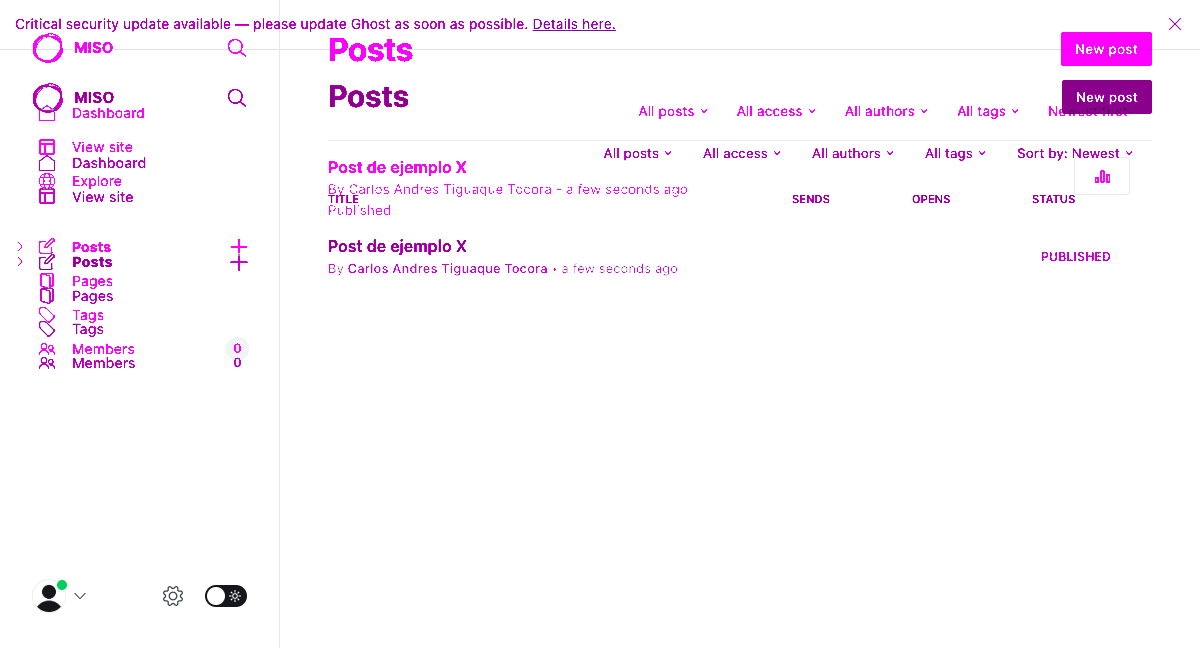 Critical security update available — please update Ghost as soon as possible. Details here.
MISO
Posts
New post
MISO
Posts
New post
Dashboard
All posts
All access
All authors
All tags
Newest first
View site
Dashboard
All posts
All access
All authors
All tags
Sort by: Newest
Post de ejemplo X
Explore
By Carlos Andres Tiguaque Tocora - a few seconds ago
View site
TITLE
SENDS
OPENS
STATUS
Published
Posts
Post de ejemplo X
Posts
By Carlos Andres Tiguaque Tocora • a few seconds ago
PUBLISHED
Pages
Pages
Tags
Tags
Members
0
Members
0